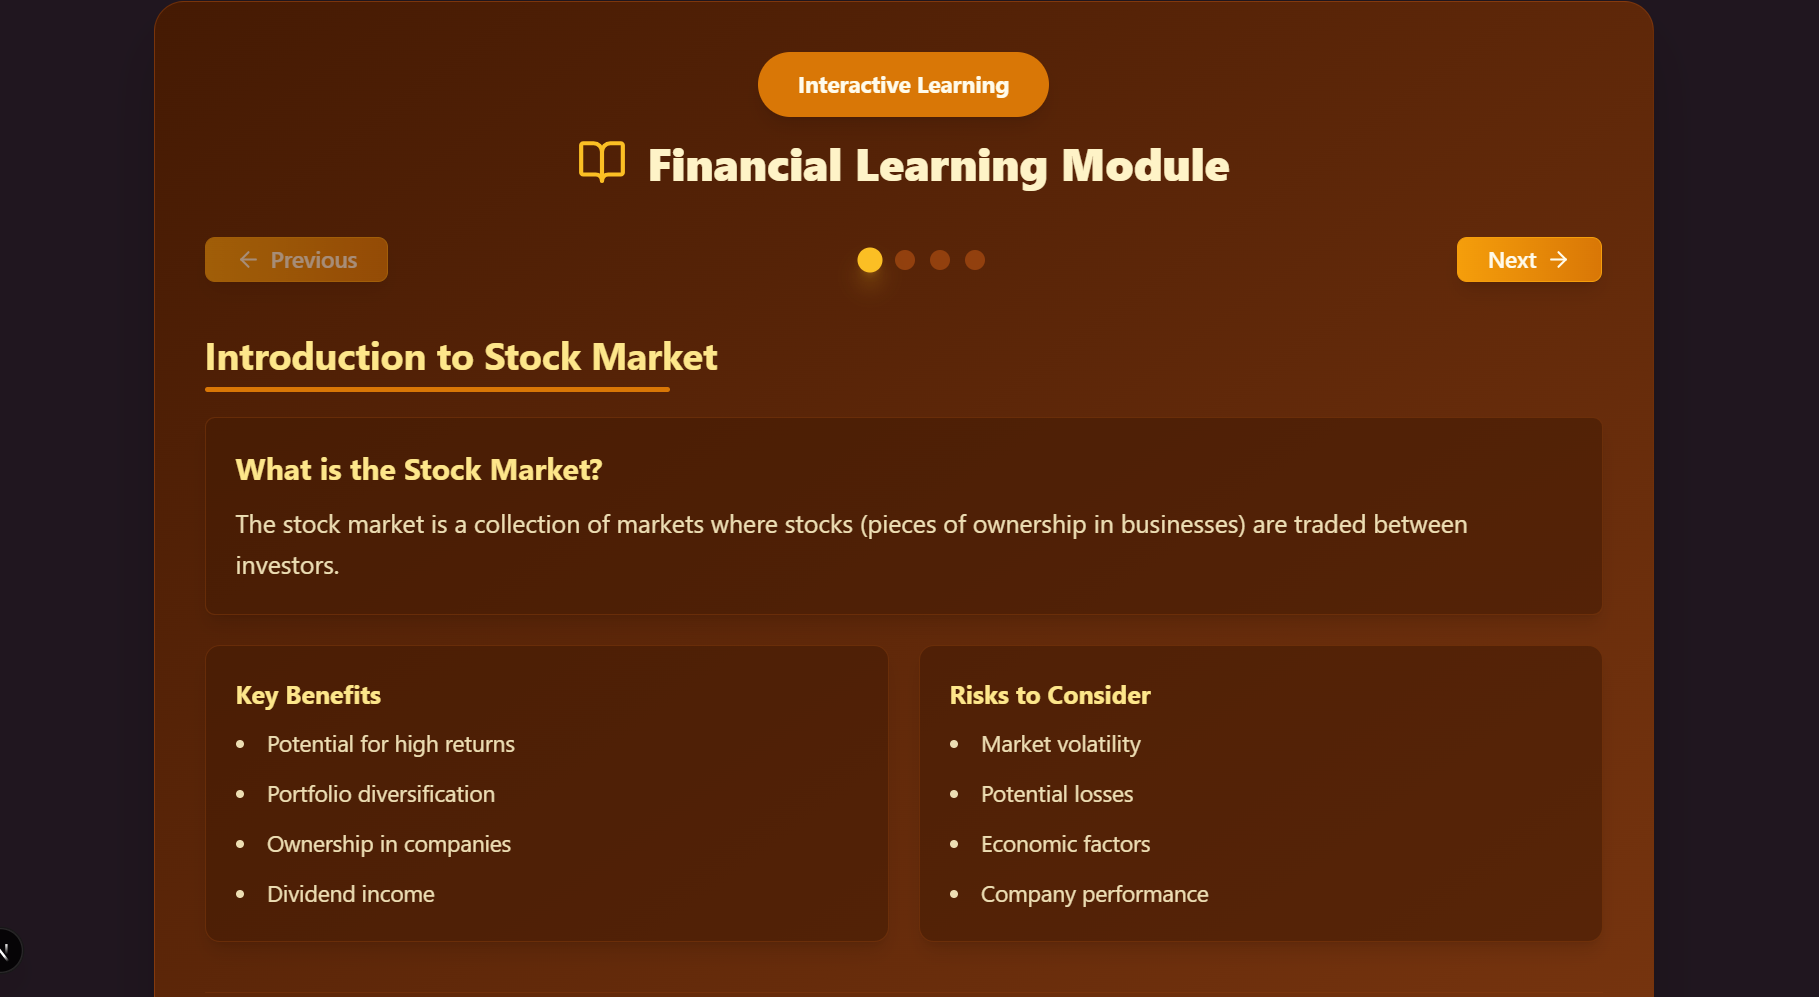 Interactive Learning
Financial Learning Module
Previous
Next
Introduction to Stock Market
What is the Stock Market?
The stock market is a collection of markets where stocks (pieces of ownership in businesses) are traded between
investors.
Key Benefits
• Potential for high returns
• Portfolio diversification
• Ownership in companies
• Dividend income
Risks to Consider
• Market volatility
• Potential losses
• Economic factors
• Company performance
N